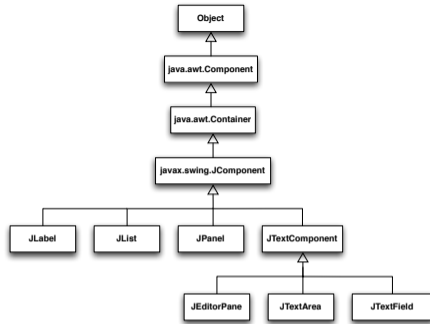 Object
java.awt.Component
java.awt.Container
javax.swing.JComponent
JLabel
JList
JPanel
JTextComponent
JEditorPane
JTextArea
JTextField